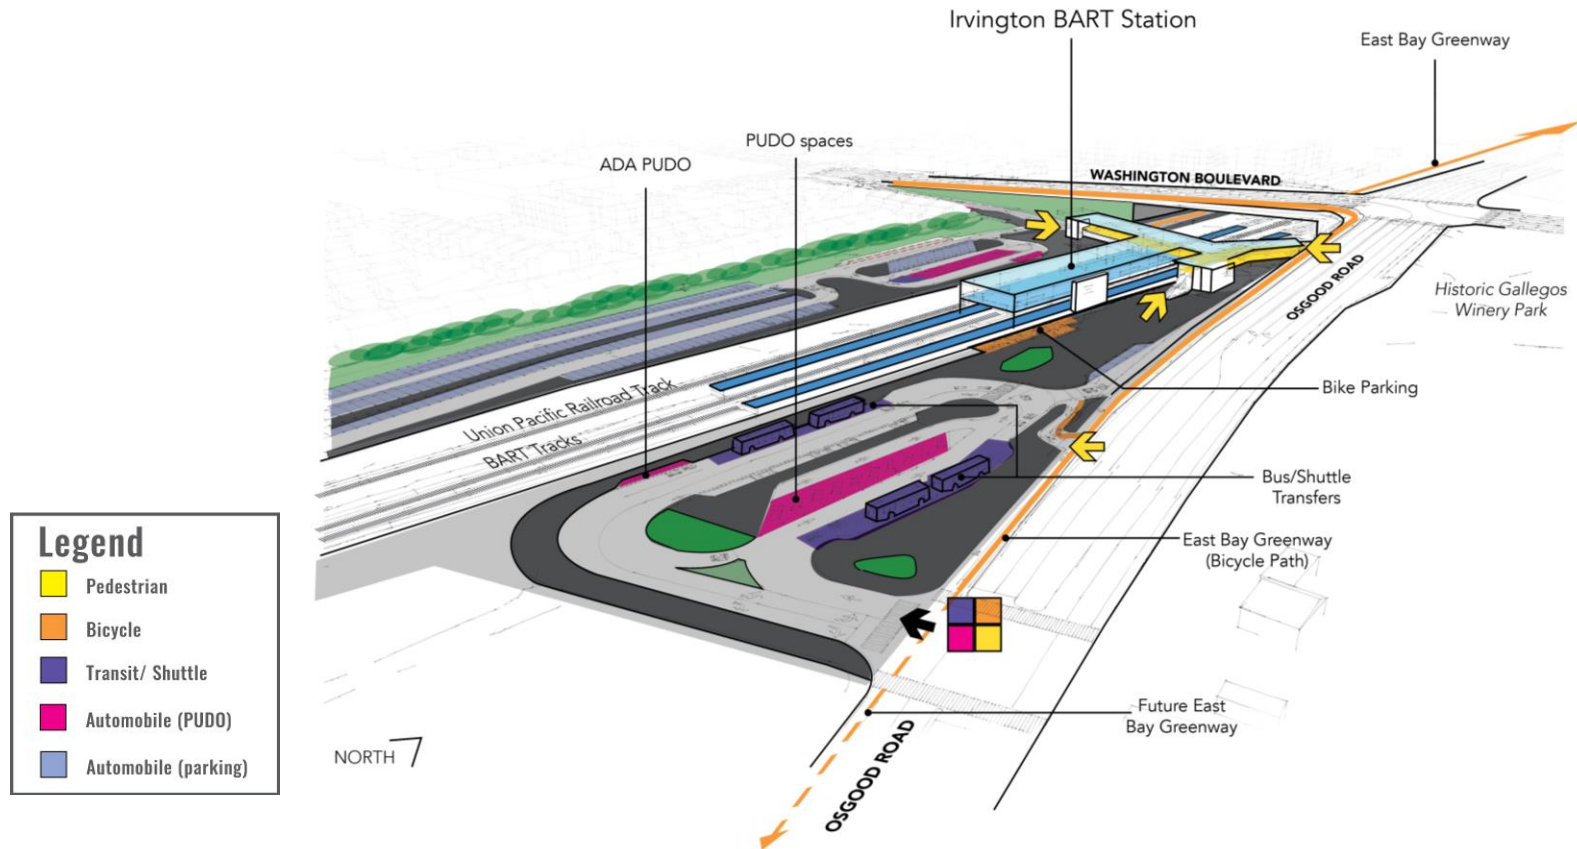 Irvington BART Station
East Bay Greenway
PUDO spaces
ADA PUDO
WASHINGTON BOULEVARD
OSGOOD ROAD
Historic Gallegos
Winery Park
Bike Parking
Union Pacific Railroad Track
BART Tracks
Bus/Shuttle
Transfers
East Bay Greenway
(Bicycle Path)
Legend
Pedestrian
Bicycle
Transit/ Shuttle
Automobile (PUDO)
Automobile (parking)
Future East
Bay Greenway
OSGOOD ROAD
NORTH